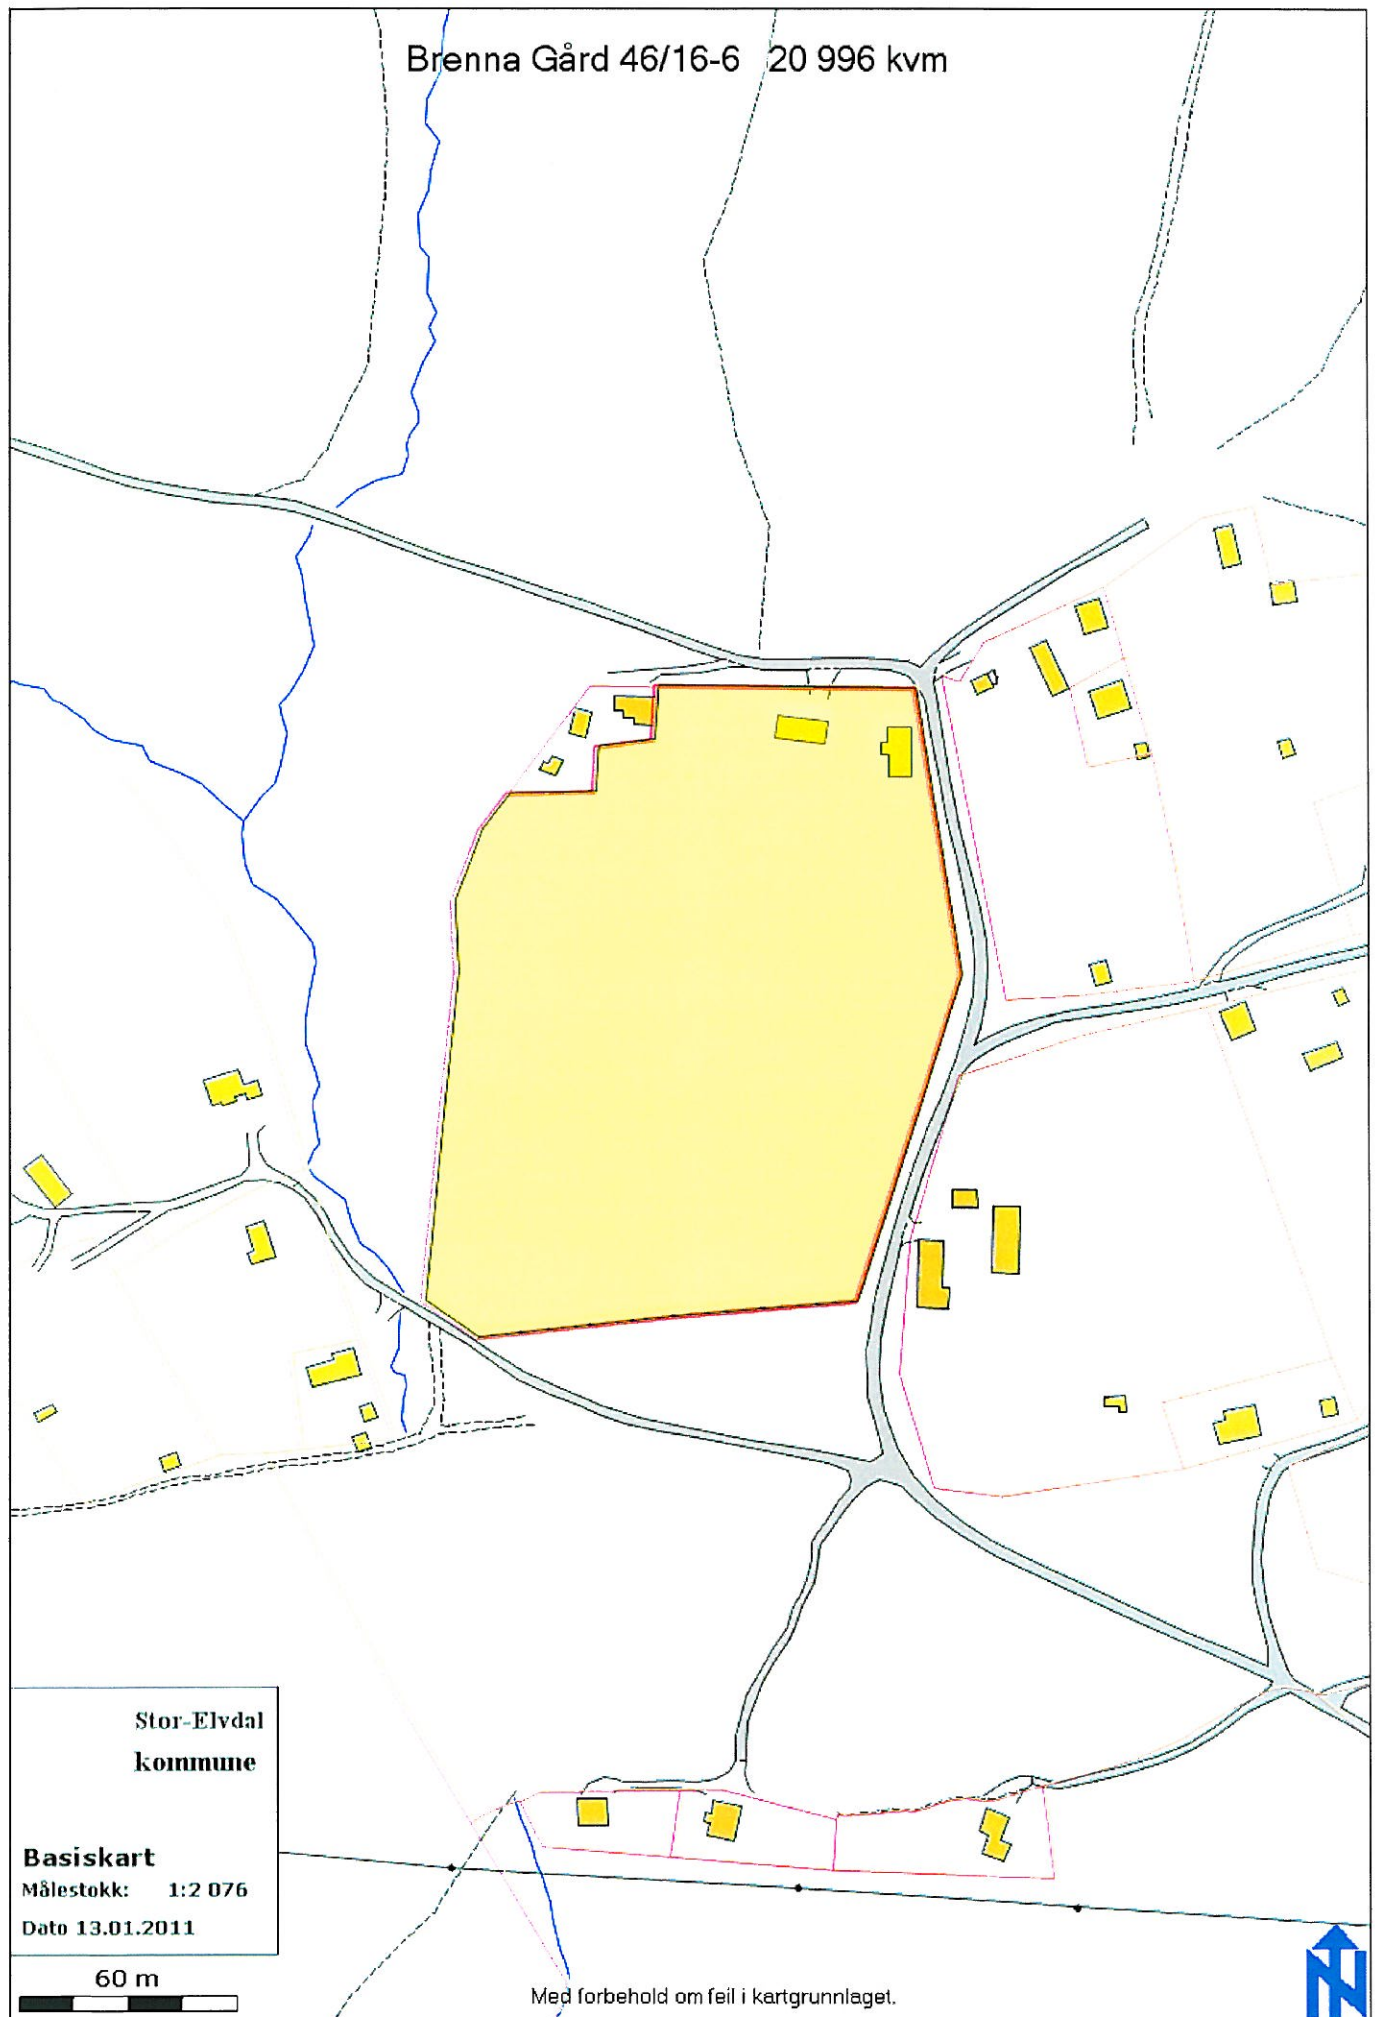 Brenna Gård 46/16-6 20 996 kvm
Stor-Elvdal
kommune
Basiskart
Målestokk: 1:2 076
Dato 13.01.2011
60 m
Med forbehold om feil i kartgrunnlaget.
N